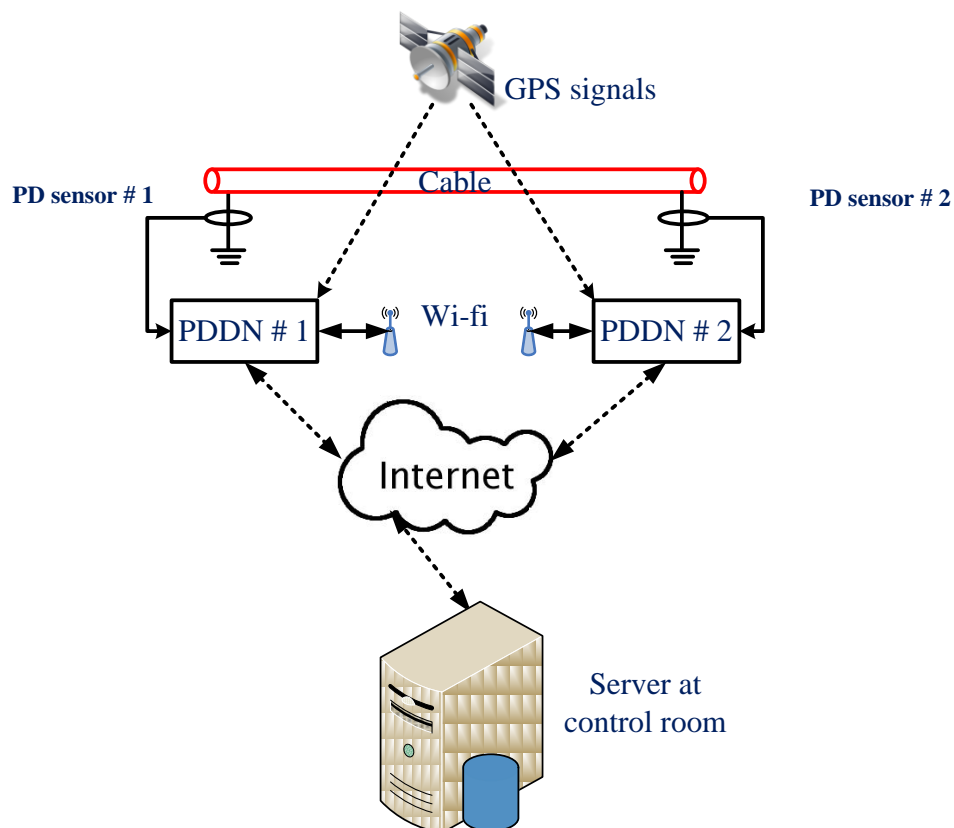 GPS signals
Cable
PD sensor # 1
PD sensor # 2
Wi-fi
PDDN # 1
PDDN # 2
Internet
Server at
control room